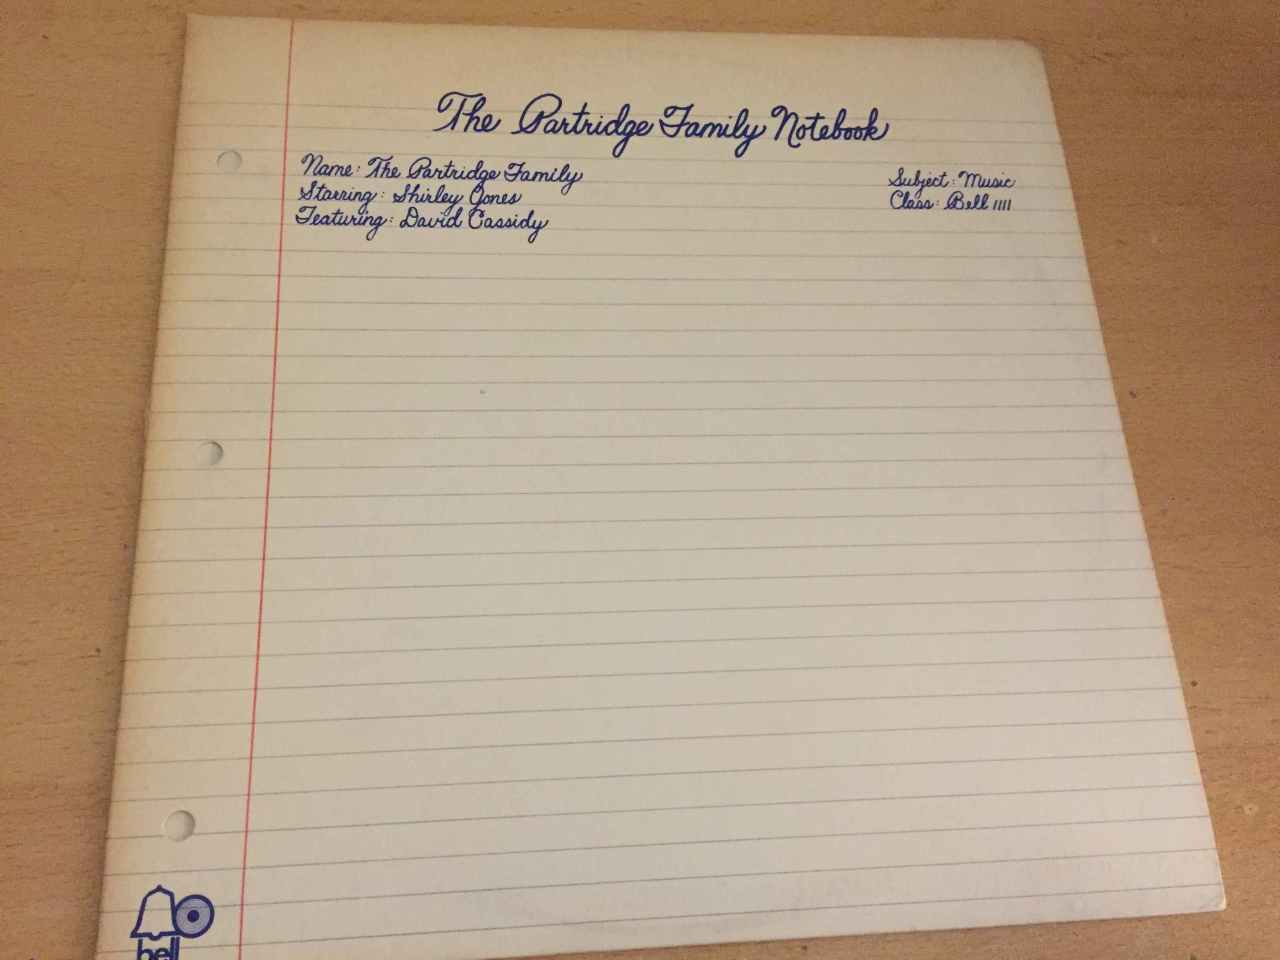 The Partridge Family Notebook
Name: The Partridge Family
Starring: Shirley Jones
Featuring: David Cassidy
Subject: Music
Class: Bell 1111
bell